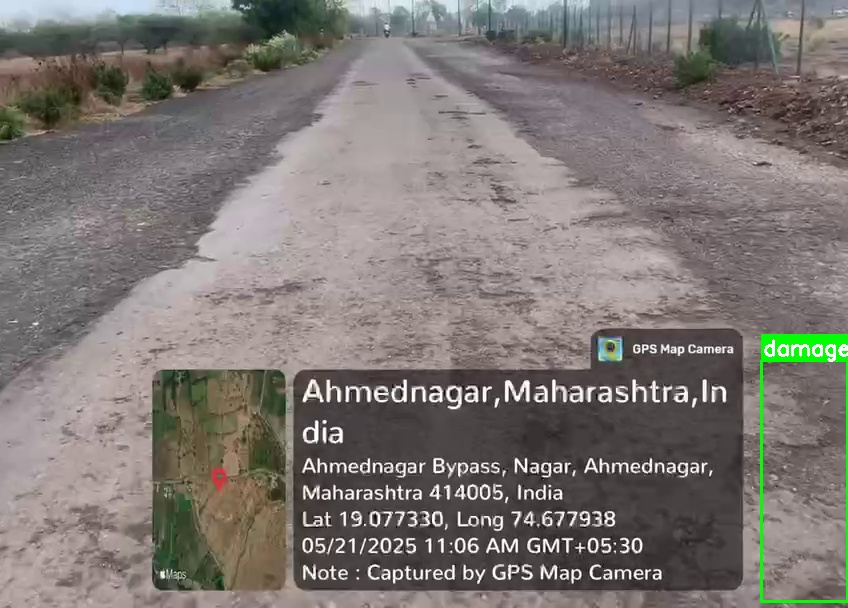 damage
GPS Map Camera
Ahmednagar,Maharashtra,In
dia
Ahmednagar Bypass, Nagar, Ahmednagar,
Maharashtra 414005, India
Lat 19.077330, Long 74.677938
05/21/2025 11:06 AM GMT+05:30
Note : Captured by GPS Map Camera
Maps